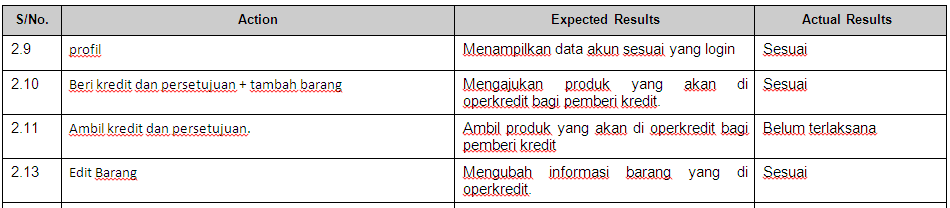 S/No. Action Expected Results Actual Results
2.9 profil Menampilkan data akun sesuai yang login Sesuai
2.10 Beri kredit dan persetujuan + tambah barang Mengajukan produk yang akan di Sesuai
operkredit bagi pemberi kredit.
2.11 Ambil kredit dan persetujuan. Ambil produk yang akan di operkredit bagi Belum terlaksana
pemberi kredit
2.13 Edit Barang Mengubah informasi barang yang di Sesuai
operkredit.